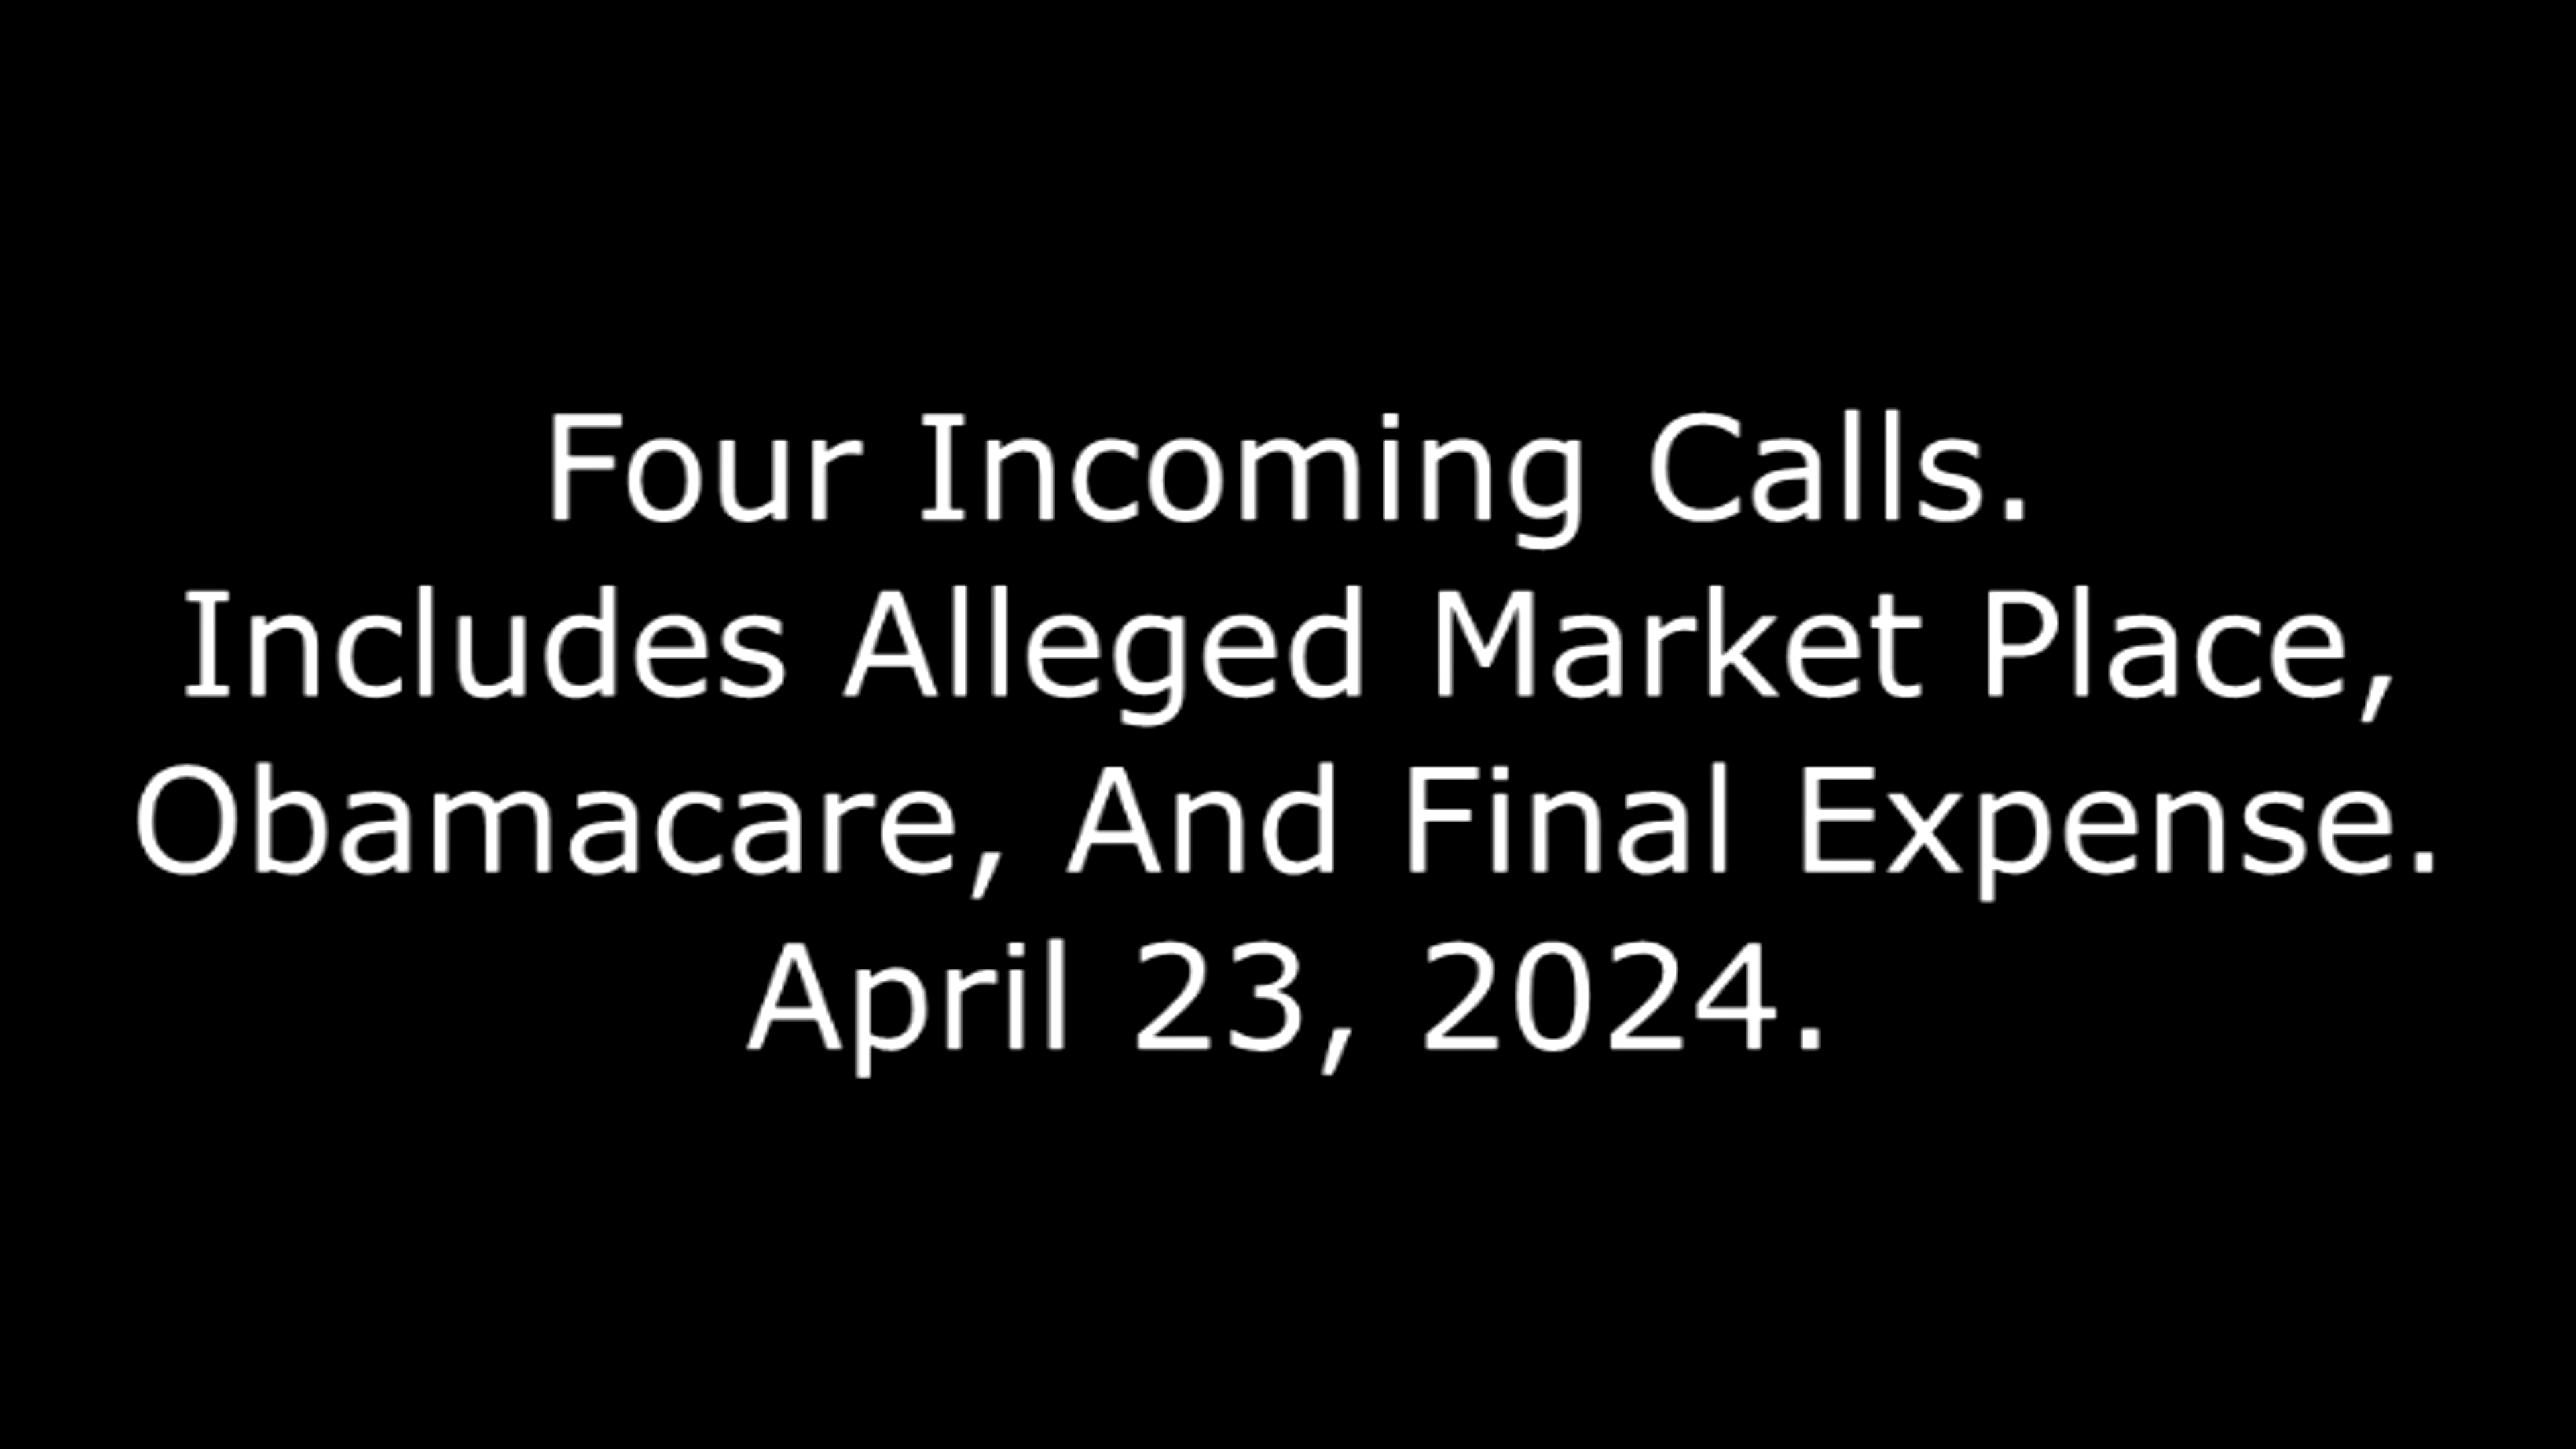 Four Incoming Calls.
Includes Alleged Market Place,
Obamacare, And Final Expense.
April 23, 2024.